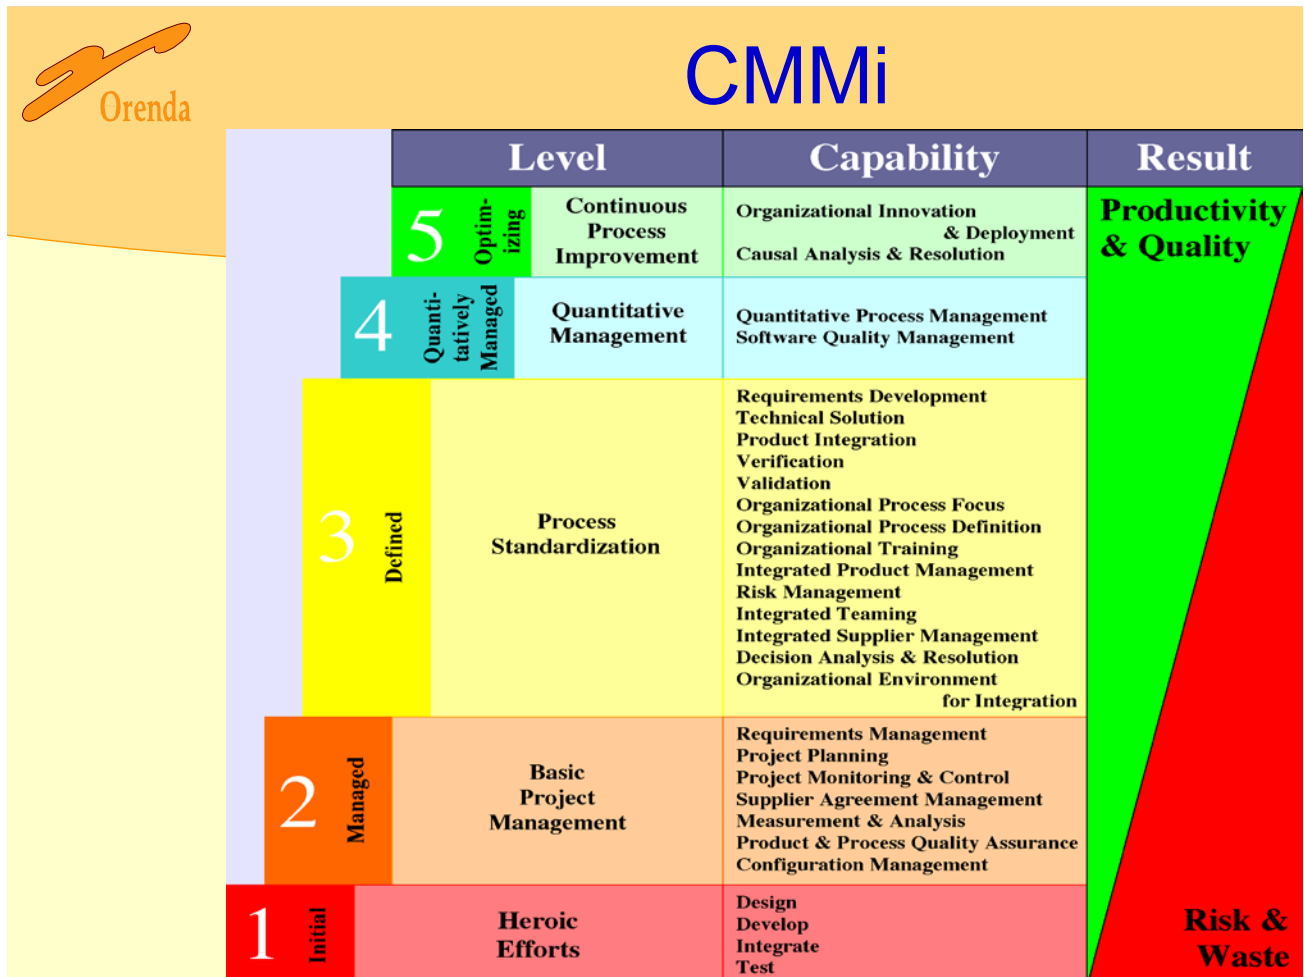 Orenda
CMMi
Level
Capability
Result
5
Optim-
izing
Continuous
Process
Improvement
Organizational Innovation
& Deployment
Causal Analysis & Resolution
Productivity
& Quality
4
Quanti-
tatively
Managed
Quantitative
Management
Quantitative Process Management
Software Quality Management
3
Defined
Process
Standardization
Requirements Development
Technical Solution
Product Integration
Verification
Validation
Organizational Process Focus
Organizational Process Definition
Organizational Training
Integrated Product Management
Risk Management
Integrated Teaming
Integrated Supplier Management
Decision Analysis & Resolution
Organizational Environment
for Integration
2
Managed
Basic
Project
Management
Requirements Management
Project Planning
Project Monitoring & Control
Supplier Agreement Management
Measurement & Analysis
Product & Process Quality Assurance
Configuration Management
1
Initial
Heroic
Efforts
Design
Develop
Integrate
Test
Risk &
Waste